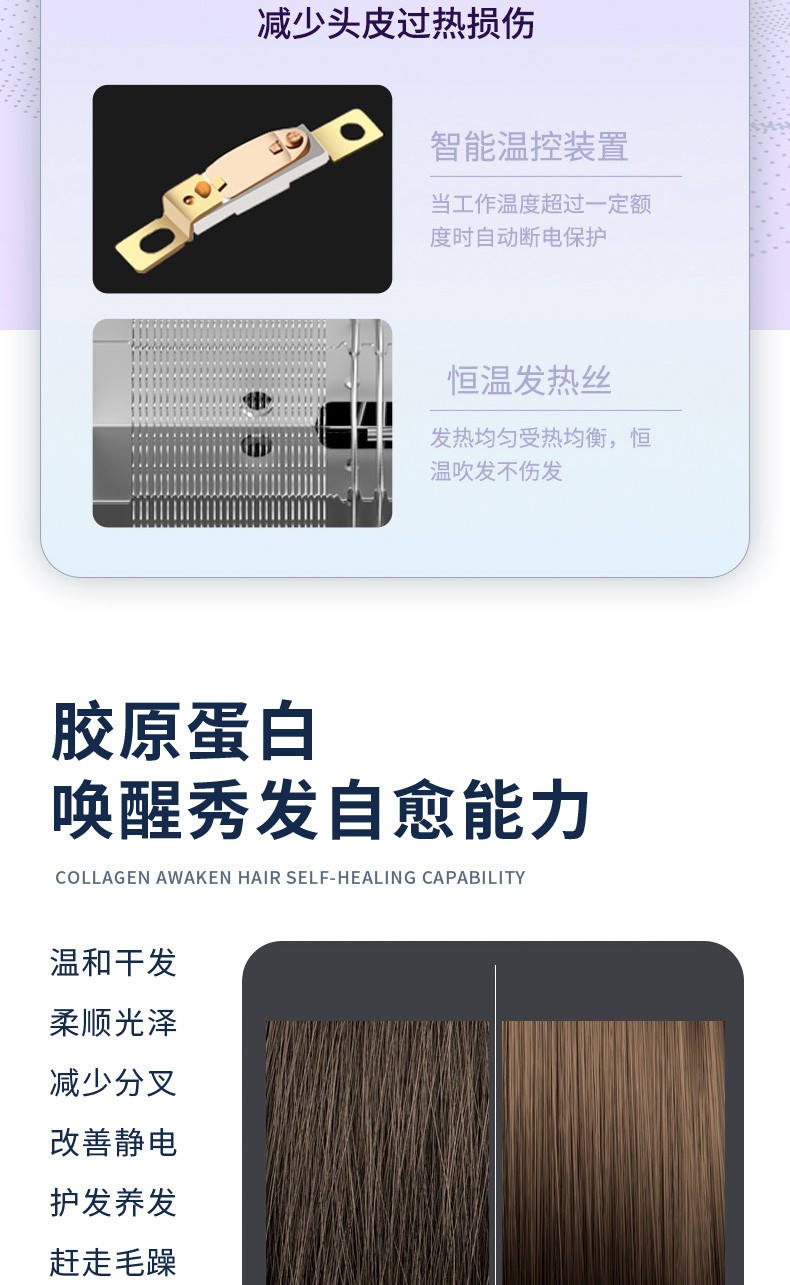 减少头皮过热损伤
智能温控装置
当工作温度超过一定额
度时自动断电保护
恒温发热丝
发热均匀受热均衡，恒
温吹发不伤发
胶原蛋白
唤醒秀发自愈能力
COLLAGEN AWAKEN HAIR SELF-HEALING CAPABILITY
温和干发
柔顺光泽
减少分叉
改善静电
护发养发
赶走毛躁